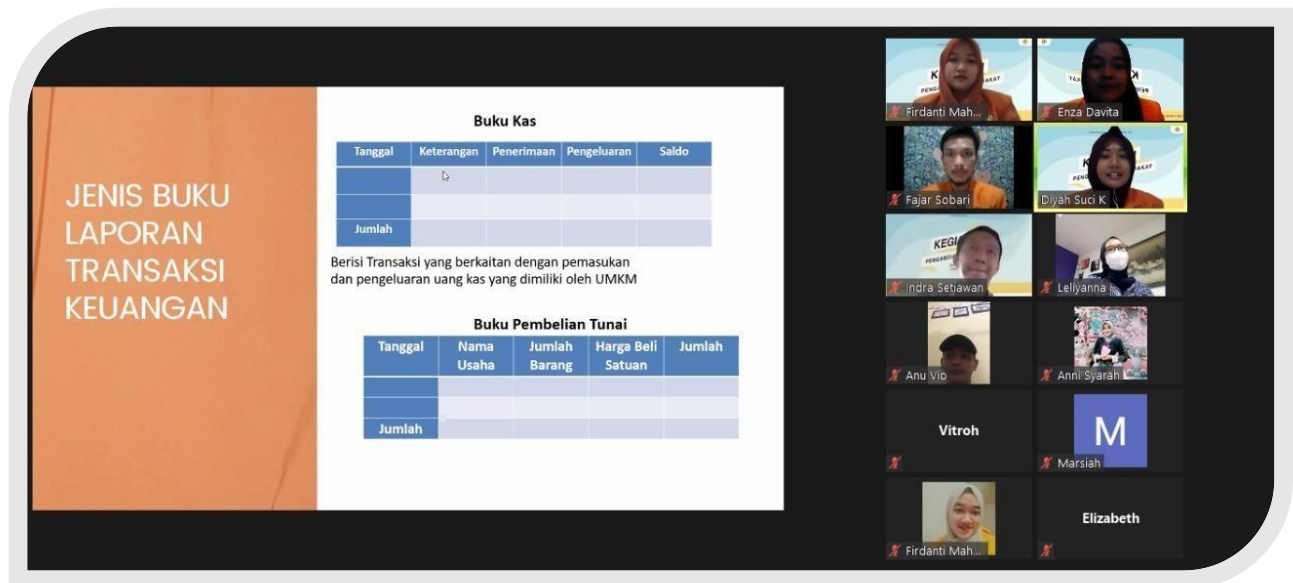 JENIS BUKU
LAPORAN
TRANSAKSI
KEUANGAN
Buku Kas
Tanggal Keterangan Penerimaan Pengeluaran Saldo
Jumlah
Berisi Transaksi yang berkaitan dengan pemasukan
dan pengeluaran uang kas yang dimiliki oleh UMKM
Buku Pembelian Tunai
Tanggal Nama Usaha Jumlah Barang Harga Beli Satuan Jumlah
Jumlah
Firdanti Mah...
Enza Davita
Fajar Sobari
Diyah Suci K
KEGI
Indra Setiawan
Leliyanna
Anu Vio
Anni Syarah
Vitroh
M
Marsiah
Firdanti Mah...
Elizabeth